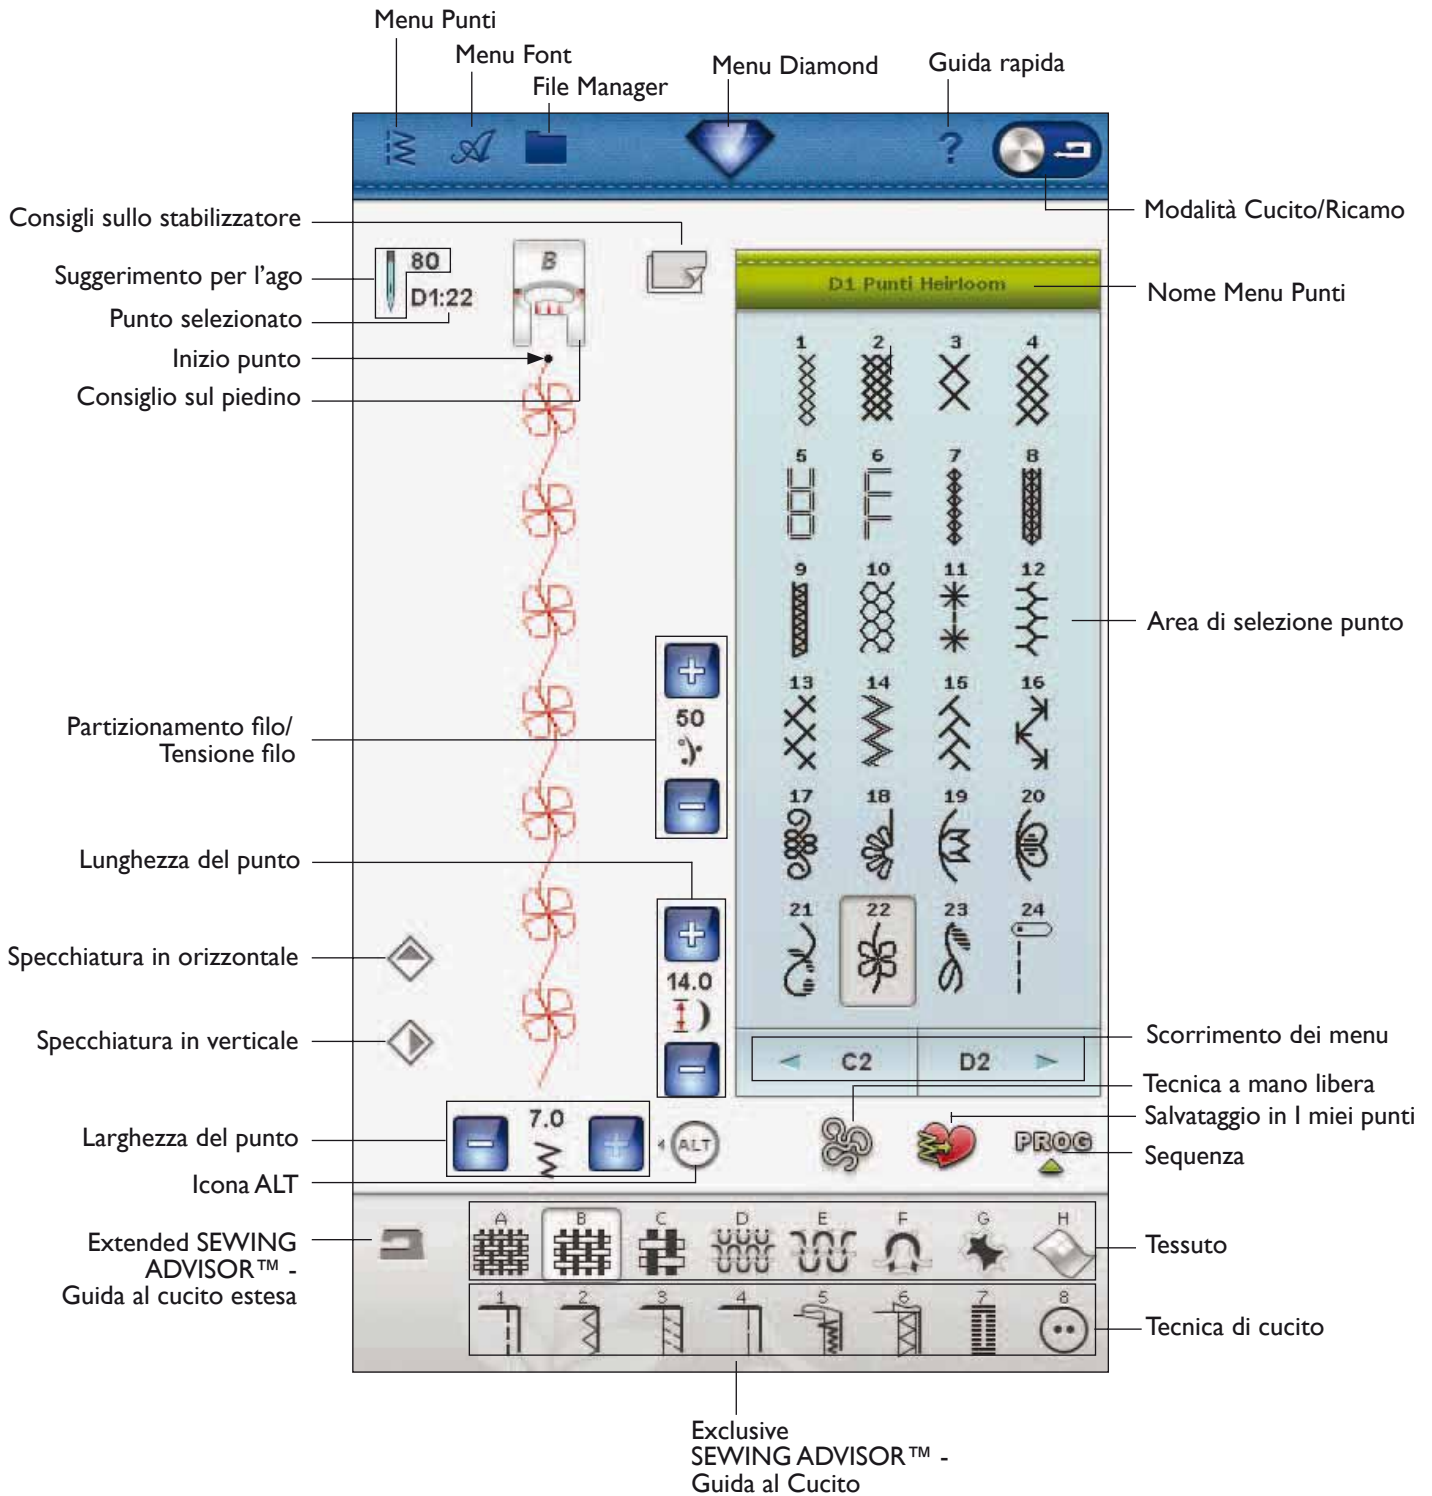 Menu Punti
Menu Font
File Manager
Menu Diamond
Guida rapida
Modalità Cucito/Ricamo
Consigli sullo stabilizzatore
Suggerimento per l'ago
Punto selezionato
Inizio punto
Consiglio sul piedino
80
D1:22
B
D1 Punti Heirloom
Nome Menu Punti
1 2 3 4
5 6 7 8
9 10 11 12
Area di selezione punto
13 14 15 16
17 18 19 20
21 22 23 24
Partizionamento filo/
Tensione filo
50
Lunghezza del punto
14.0
Specchiatura in orizzontale
Specchiatura in verticale
C2 D2
Scorrimento dei menu
Tecnica a mano libera
Salvataggio in I miei punti
PROG
Sequenza
Larghezza del punto
7.0
ALT
Icona ALT
Extended SEWING
ADVISOR™ -
Guida al cucito estesa
A B C D E F G H
Tessuto
1 2 3 4 5 6 7 8
Tecnica di cucito
Exclusive
SEWING ADVISOR™ -
Guida al Cucito